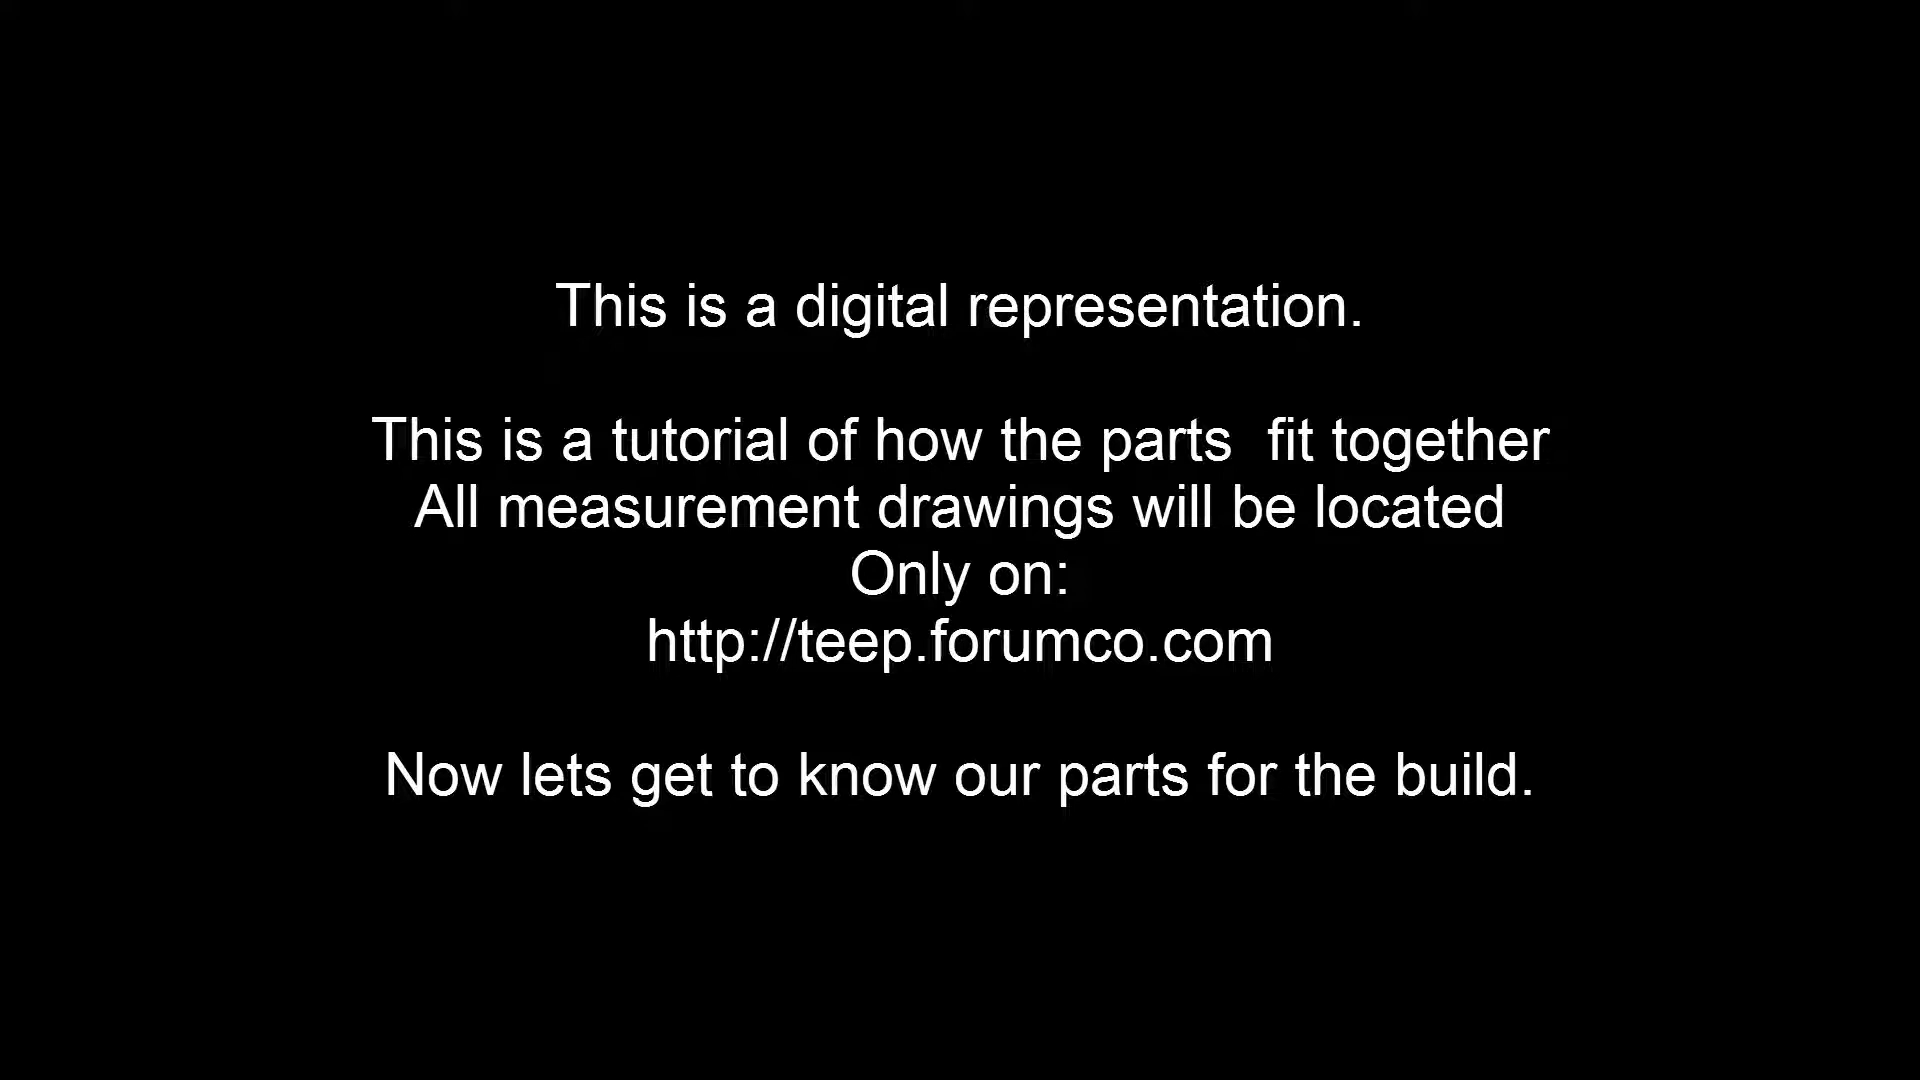 This is a digital representation.
This is a tutorial of how the parts  fit together
All measurement drawings will be located
Only on:
http://teep.forumco.com
Now lets get to know our parts for the build.